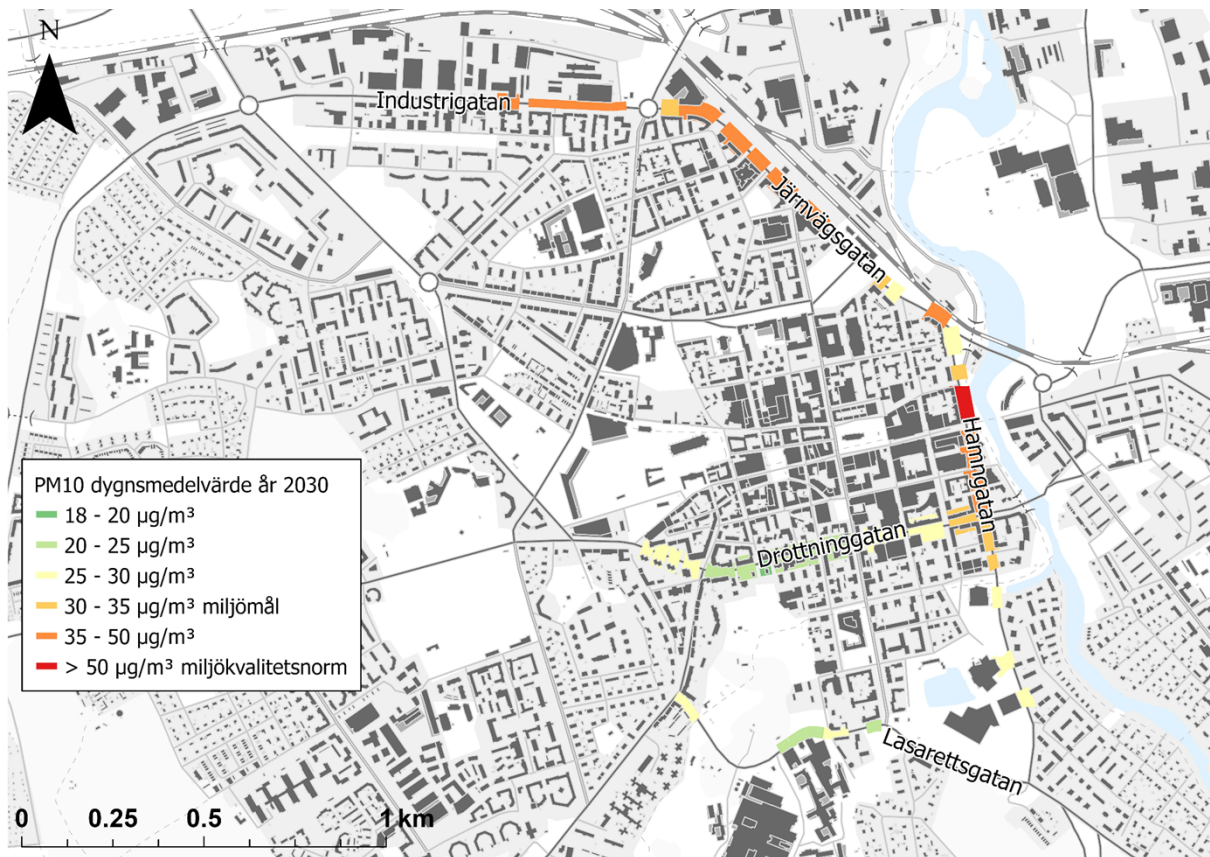 N
Industrigatan
Järnvägsgatan
Hamngatan
Drottninggatan
Lasarettsgatan
PM10 dygnsmedelvärde år 2030
18 - 20 µg/m³
20 - 25 µg/m³
25 - 30 µg/m³
30 - 35 µg/m³ miljömål
35 - 50 µg/m³
> 50 µg/m³ miljökvalitetsnorm
0 0.25 0.5 1 km